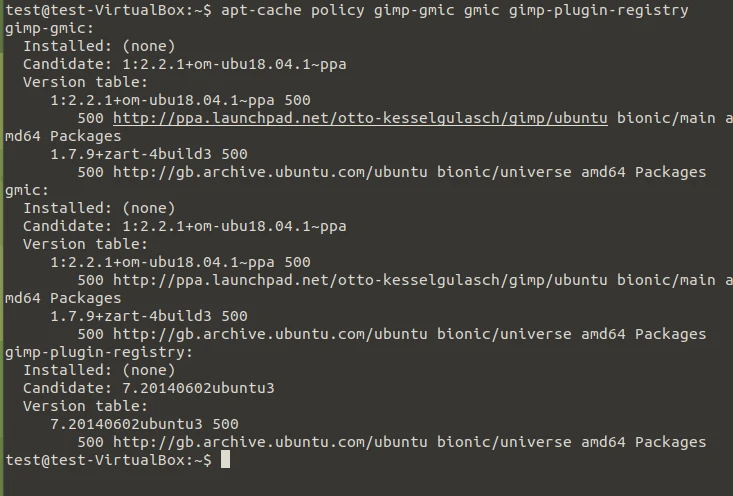 test@test-VirtualBox:~$ apt-cache policy gimp-gmic gmic gimp-plugin-registry
gimp-gmic:
  Installed: (none)
  Candidate: 1:2.2.1+om-ubu18.04.1~ppa
  Version table:
     1:2.2.1+om-ubu18.04.1~ppa 500
        500 http://ppa.launchpad.net/otto-kesselgulasch/gimp/ubuntu bionic/main a
md64 Packages
     1.7.9+zart-4build3 500
        500 http://gb.archive.ubuntu.com/ubuntu bionic/universe amd64 Packages
gmic:
  Installed: (none)
  Candidate: 1:2.2.1+om-ubu18.04.1~ppa
  Version table:
     1:2.2.1+om-ubu18.04.1~ppa 500
        500 http://ppa.launchpad.net/otto-kesselgulasch/gimp/ubuntu bionic/main a
md64 Packages
     1.7.9+zart-4build3 500
        500 http://gb.archive.ubuntu.com/ubuntu bionic/universe amd64 Packages
gimp-plugin-registry:
  Installed: (none)
  Candidate: 7.20140602ubuntu3
  Version table:
     7.20140602ubuntu3 500
        500 http://gb.archive.ubuntu.com/ubuntu bionic/universe amd64 Packages
test@test-VirtualBox:~$